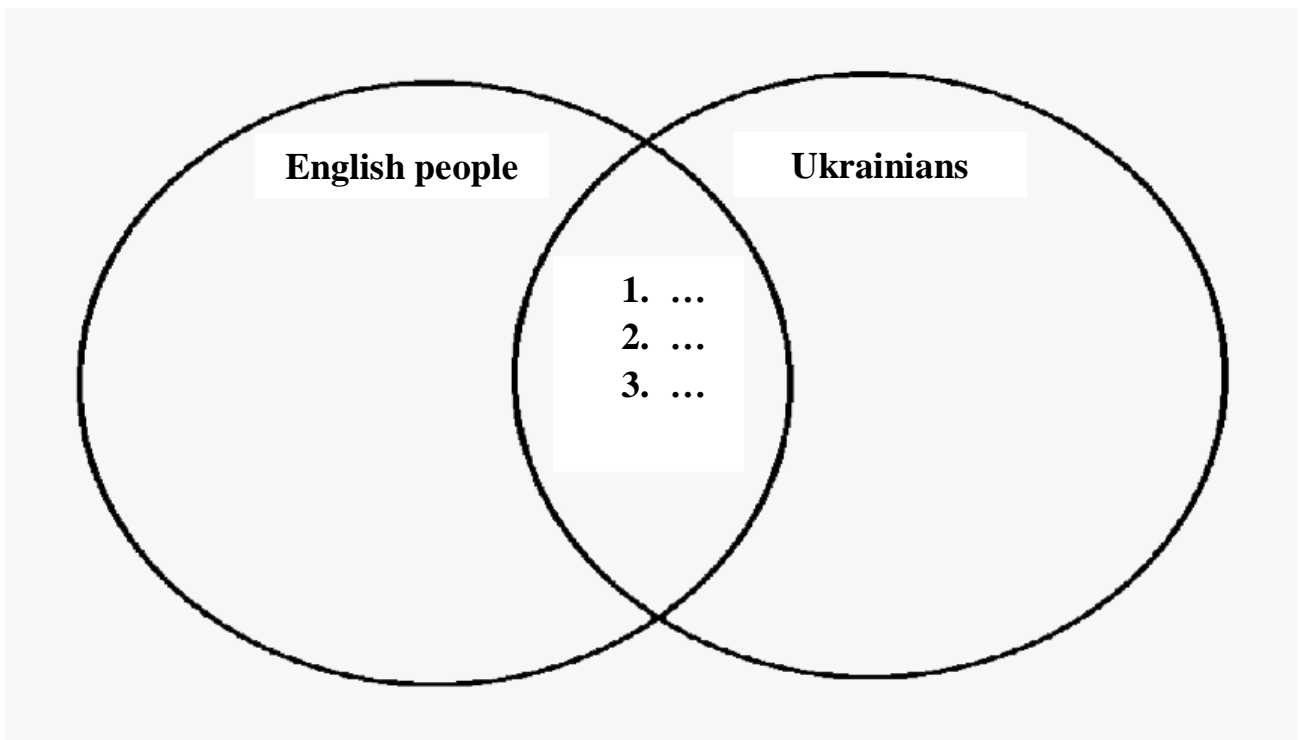 English people
Ukrainians
1. …
2. …
3. …